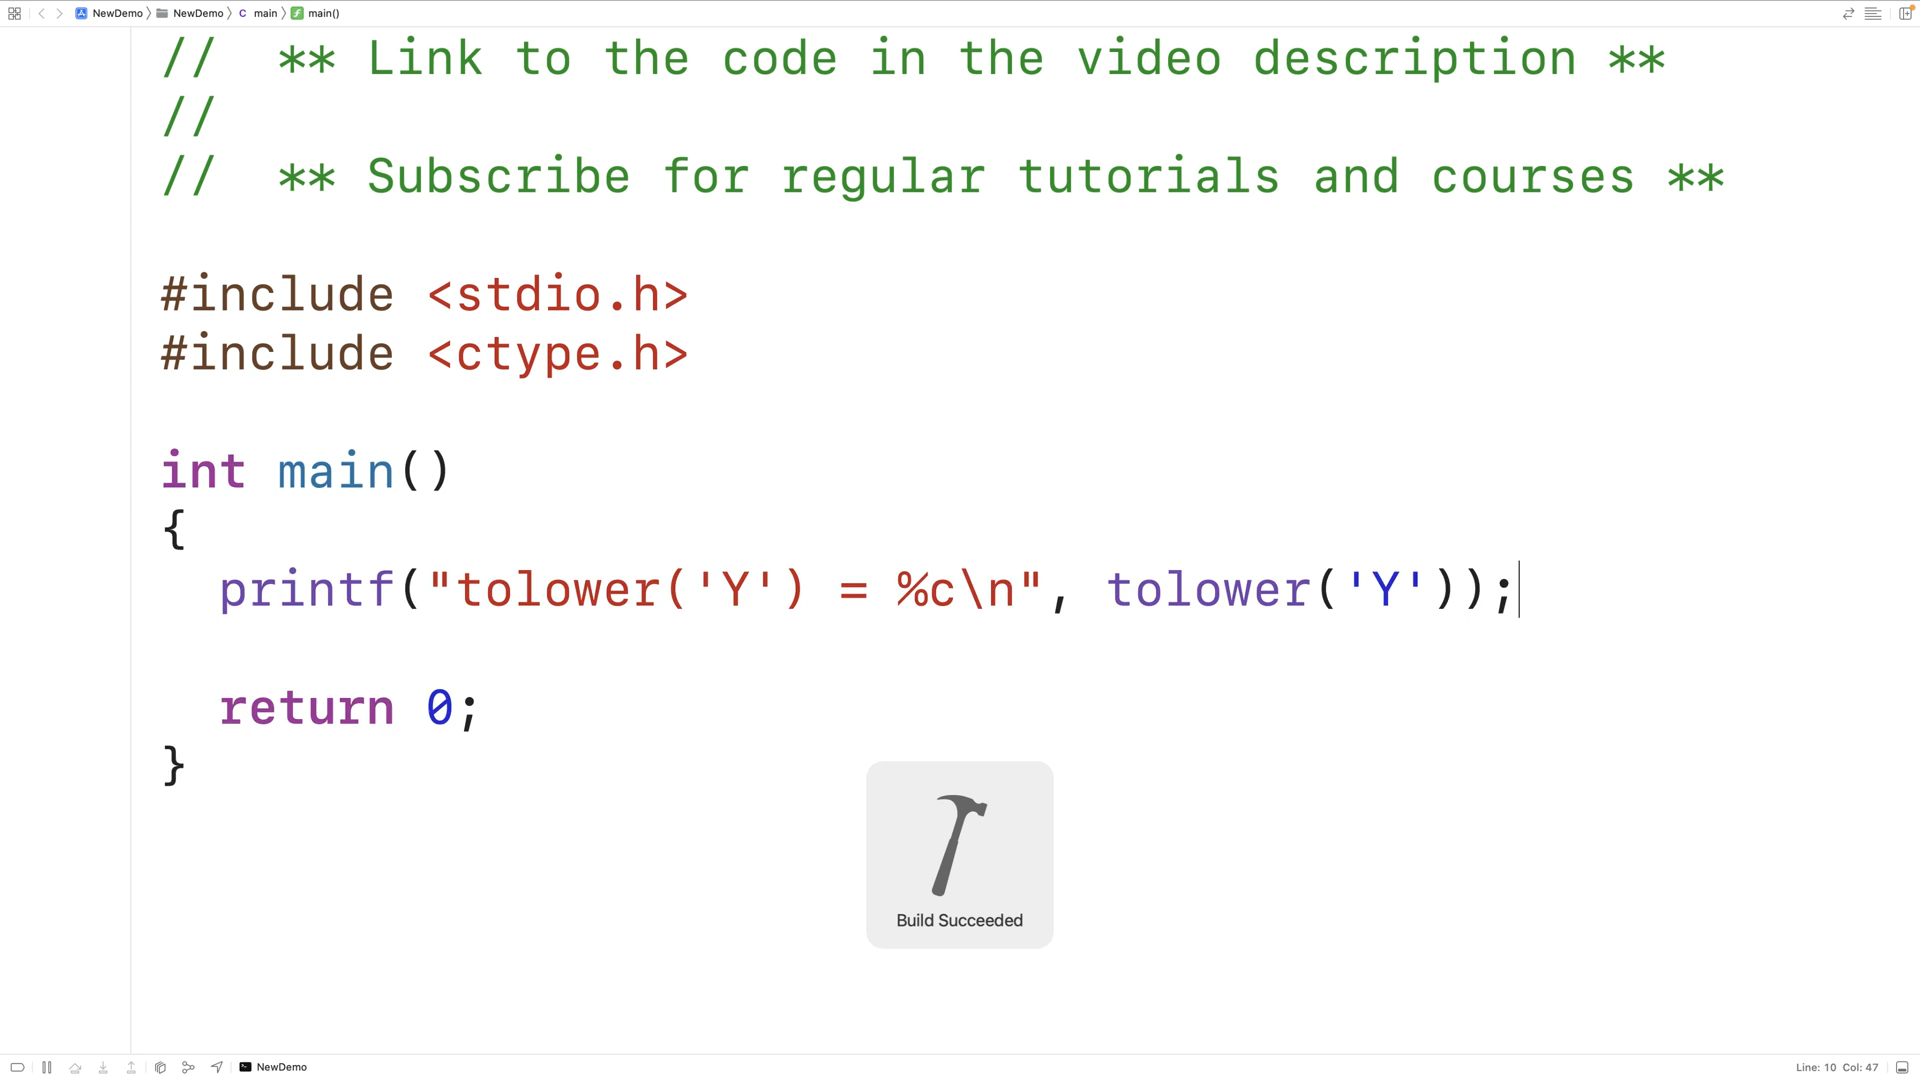 NewDemo 〉 NewDemo 〉 C main 〉 f main()
// ** Link to the code in the video description **
//
// ** Subscribe for regular tutorials and courses **
#include <stdio.h>
#include <ctype.h>
int main()
{
printf("tolower('Y') = %c\n", tolower('Y'));
return 0;
}
Build Succeeded
NewDemo
Line: 10 Col: 47